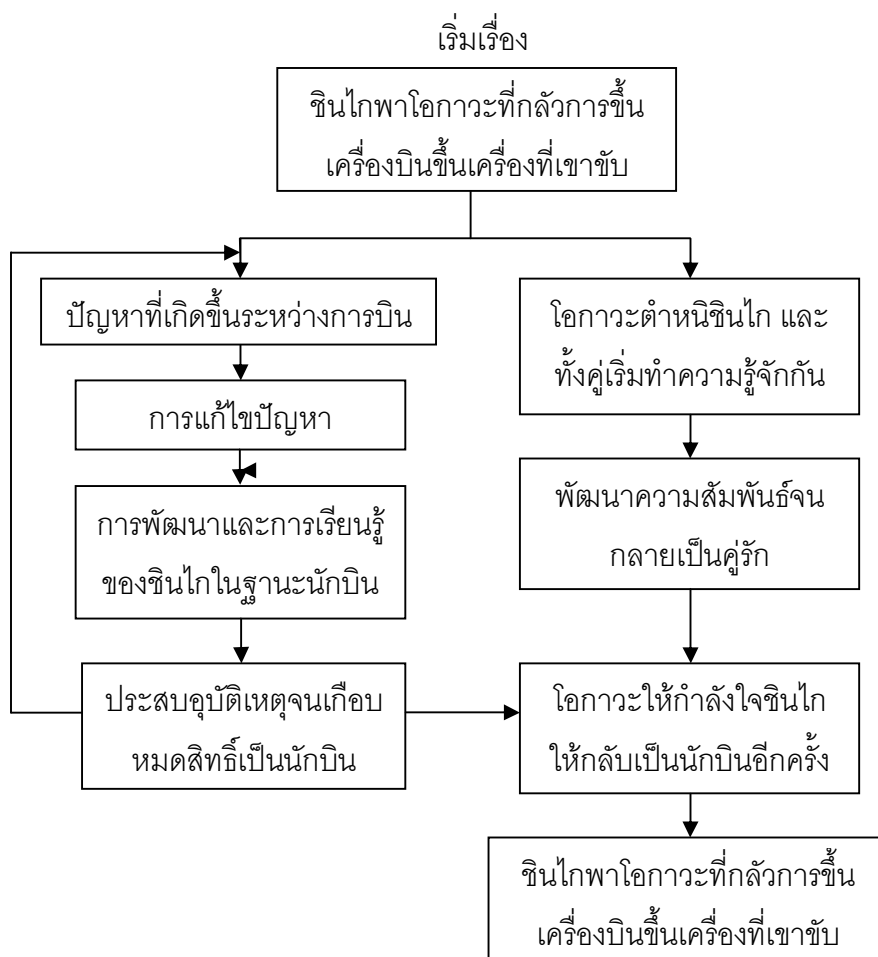 เริ่มเรื่อง
ชินไกพาโอกาวะที่กลัวการขึ้น
เครื่องบินขึ้นเครื่องที่เขาขับ
ปัญหาที่เกิดขึ้นระหว่างการบิน
การแก้ไขปัญหา
การพัฒนาและการเรียนรู้
ของชินไกในฐานะนักบิน
ประสบอุบัติเหตุจนเกือบ
หมดสิทธิ์เป็นนักบิน
โอกาวะตำหนิชินไก และ
ทั้งคู่เริ่มทำความรู้จักกัน
พัฒนาความสัมพันธ์จน
กลายเป็นคู่รัก
โอกาวะให้กำลังใจชินไก
ให้กลับเป็นนักบินอีกครั้ง
ชินไกพาโอกาวะที่กลัวการขึ้น
เครื่องบินขึ้นเครื่องที่เขาขับ